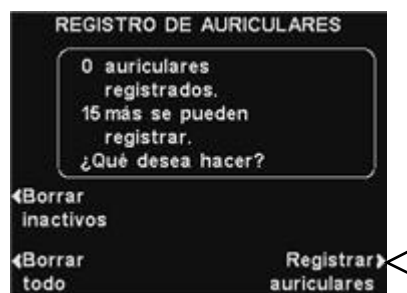 REGISTRO DE AURICULARES
0 auriculares
registrados.
15 más se pueden
registrar.
¿Qué desea hacer?
Borrar
inactivos
Borrar
todo
Registrar
auriculares